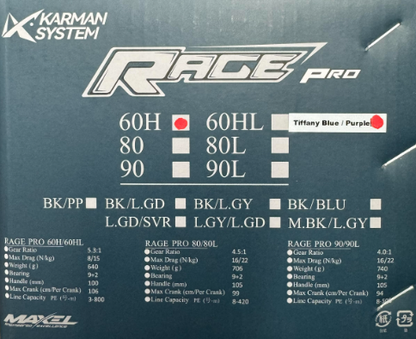 KARMAN
SYSTEM
RAGE PRO
60H 60HL Tiffany Blue / Purple
80 80L
90 90L
BK/PP BK/L.GD BK/L.GY BK/BLU
L.GD/SVR L.GY/L.GD M.BK/L.GY
RAGE PRO 60H/60HL
Gear Ratio 5.3:1
Max Drag (N/kg) 8/15
Weight (g) 640
Bearing 9+2
Handle (mm) 100
Max Crank (cm/Per Crank) 106
Line Capacity PE 3-800
RAGE PRO 80/80L
Gear Ratio 4.5:1
Max Drag (N/kg) 16/22
Weight (g) 706
Bearing 9+2
Handle (mm) 105
Max Crank (cm/Per Crank) 99
Line Capacity PE 8-420
RAGE PRO 90/90L
Gear Ratio 4.0:1
Max Drag (N/kg) 16/22
Weight (g) 740
Bearing 9+2
Handle (mm) 105
Max Crank (cm/Per Crank) 94
Line Capacity PE
MAXEL